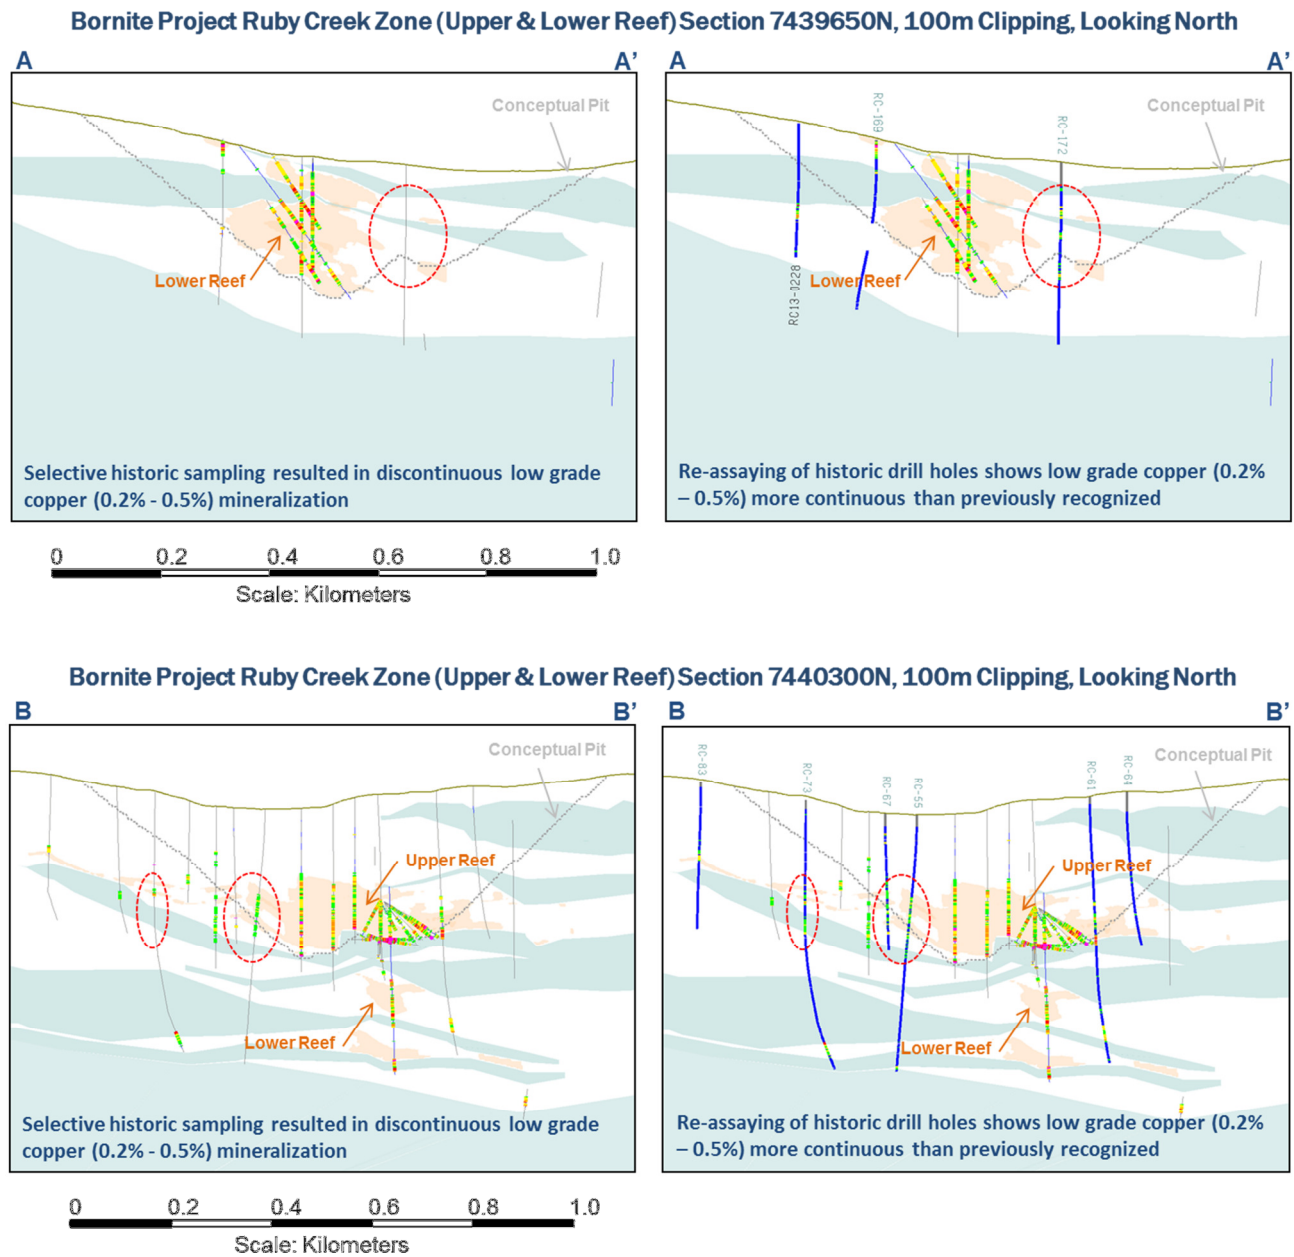 Bornite Project Ruby Creek Zone (Upper & Lower Reef) Section 7439650N, 100m Clipping, Looking North
A
A'
Conceptual Pit
Lower Reef
Selective historic sampling resulted in discontinuous low grade
copper (0.2% - 0.5%) mineralization
A
A'
RC-169
RC-172
Conceptual Pit
Lower Reef
RC13-0228
Re-assaying of historic drill holes shows low grade copper (0.2%
– 0.5%) more continuous than previously recognized
0 0.2 0.4 0.6 0.8 1.0
Scale: Kilometers
Bornite Project Ruby Creek Zone (Upper & Lower Reef) Section 7440300N, 100m Clipping, Looking North
B
B'
Conceptual Pit
Upper Reef
Lower Reef
Selective historic sampling resulted in discontinuous low grade
copper (0.2% - 0.5%) mineralization
B
B'
RC-83
RC-73
RC-67
RC-55
RC-61
RC-64
Conceptual Pit
Upper Reef
Lower Reef
Re-assaying of historic drill holes shows low grade copper (0.2%
– 0.5%) more continuous than previously recognized
0 0.2 0.4 0.6 0.8 1.0
Scale: Kilometers